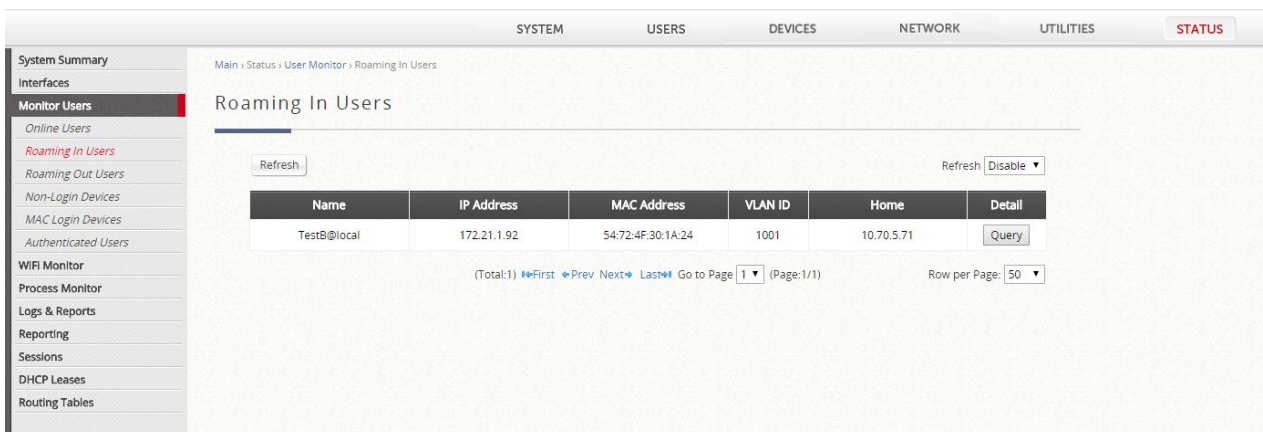 SYSTEM USERS DEVICES NETWORK UTILITIES STATUS
System Summary
Interfaces
Monitor Users
Online Users
Roaming In Users
Roaming Out Users
Non-Login Devices
MAC Login Devices
Authenticated Users
WiFi Monitor
Process Monitor
Logs & Reports
Reporting
Sessions
DHCP Leases
Routing Tables
Main › Status › User Monitor › Roaming In Users
Roaming In Users
Refresh Refresh Disable
Name IP Address MAC Address VLAN ID Home Detail
TestB@local 172.21.1.92 54:72:4F:30:1A:24 1001 10.70.5.71 Query
(Total:1) First Prev Next Last Go to Page 1 (Page:1/1) Row per Page: 50